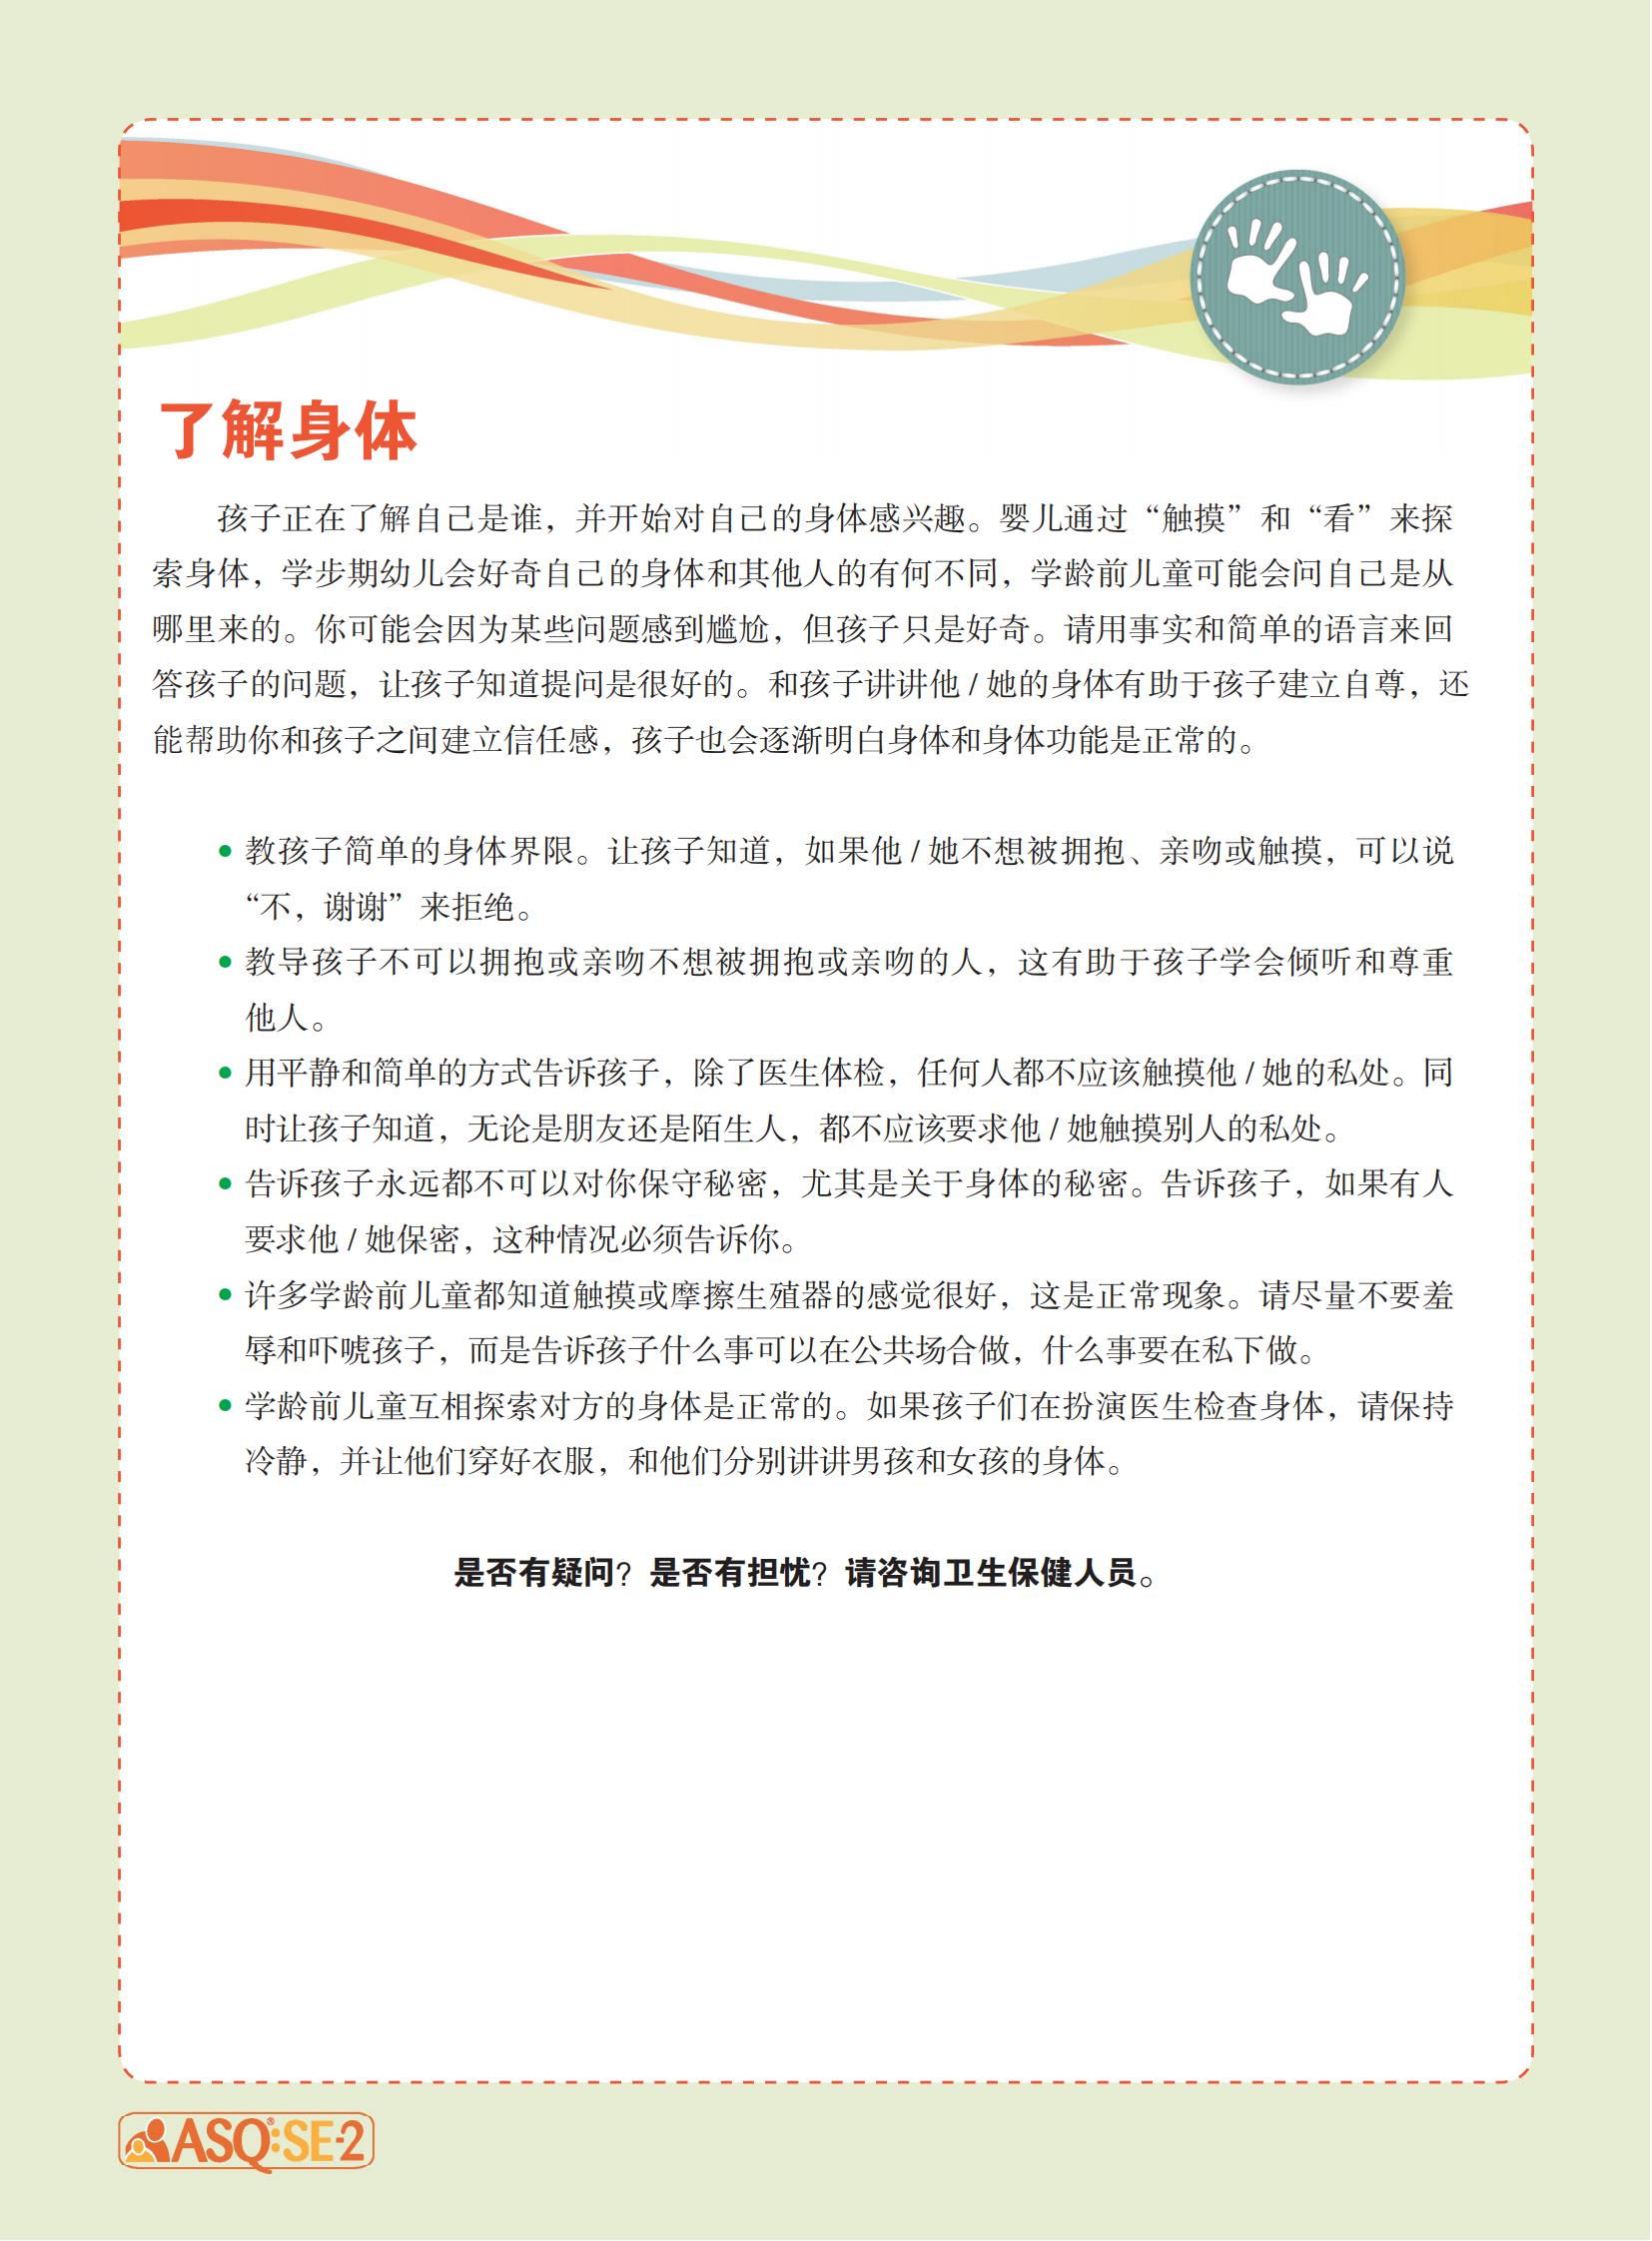 了解身体
孩子正在了解自己是谁，并开始对自己的身体感兴趣。婴儿通过“触摸”和“看”来探
索身体，学步期幼儿会好奇自己的身体和其他人的有何不同，学龄前儿童可能会问自己是从
哪里来的。你可能会因为某些问题感到尴尬，但孩子只是好奇。请用事实和简单的语言来回
答孩子的问题，让孩子知道提问是很好的。和孩子讲讲他 / 她的身体有助于孩子建立自尊，还
能帮助你和孩子之间建立信任感，孩子也会逐渐明白身体和身体功能是正常的。
● 教孩子简单的身体界限。让孩子知道，如果他 / 她不想被拥抱、亲吻或触摸，可以说
“不，谢谢”来拒绝。
● 教导孩子不可以拥抱或亲吻不想被拥抱或亲吻的人，这有助于孩子学会倾听和尊重
他人。
● 用平静和简单的方式告诉孩子，除了医生体检，任何人都不应该触摸他 / 她的私处。同
时让孩子知道，无论是朋友还是陌生人，都不应该要求他 / 她触摸别人的私处。
● 告诉孩子永远都不可以对你保守秘密，尤其是关于身体的秘密。告诉孩子，如果有人
要求他 / 她保密，这种情况必须告诉你。
● 许多学龄前儿童都知道触摸或摩擦生殖器的感觉很好，这是正常现象。请尽量不要羞
辱和吓唬孩子，而是告诉孩子什么事可以在公共场合做，什么事要在私下做。
● 学龄前儿童互相探索对方的身体是正常的。如果孩子们在扮演医生检查身体，请保持
冷静，并让他们穿好衣服，和他们分别讲讲男孩和女孩的身体。
是否有疑问？是否有担忧？请咨询卫生保健人员。
ASQ®:SE-2